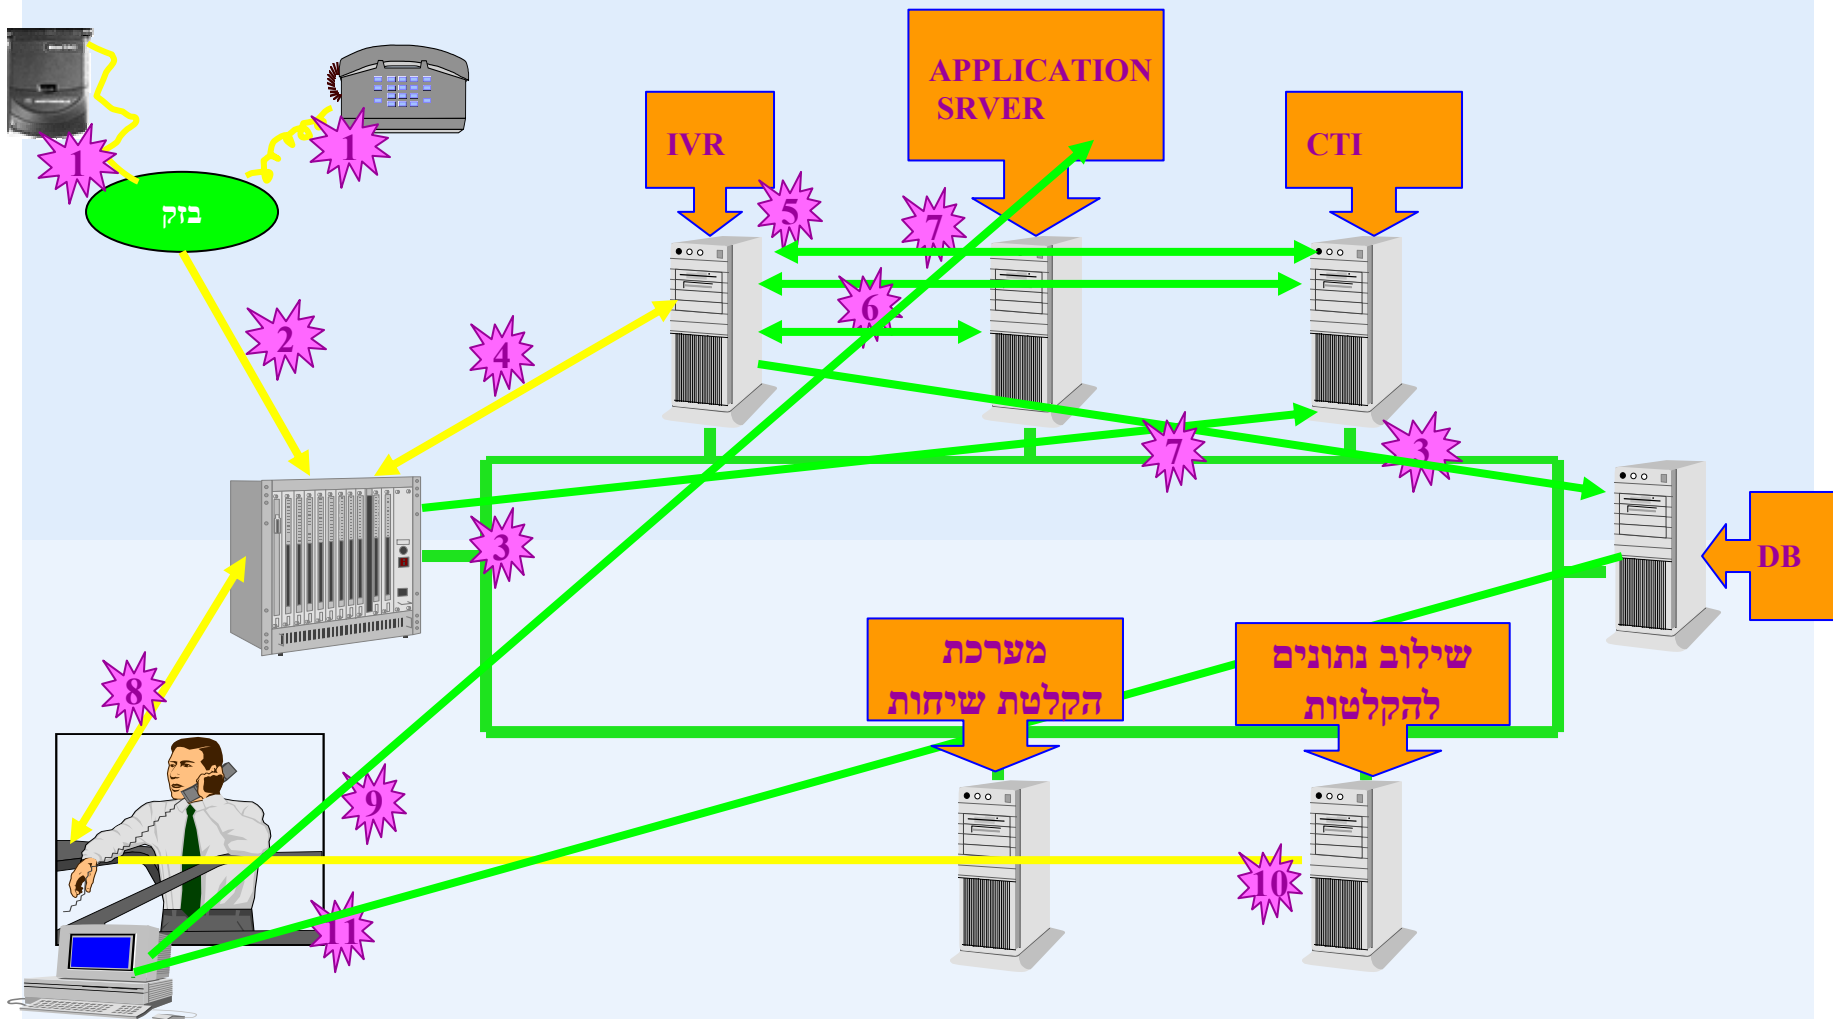 APPLICATION
SRVER
IVR
CTI
1
1
בזק
5
7
6
2
4
7
3
3
DB
מערכת
הקלטת שיחות
שילוב נתונים
להקלטות
8
9
10
11